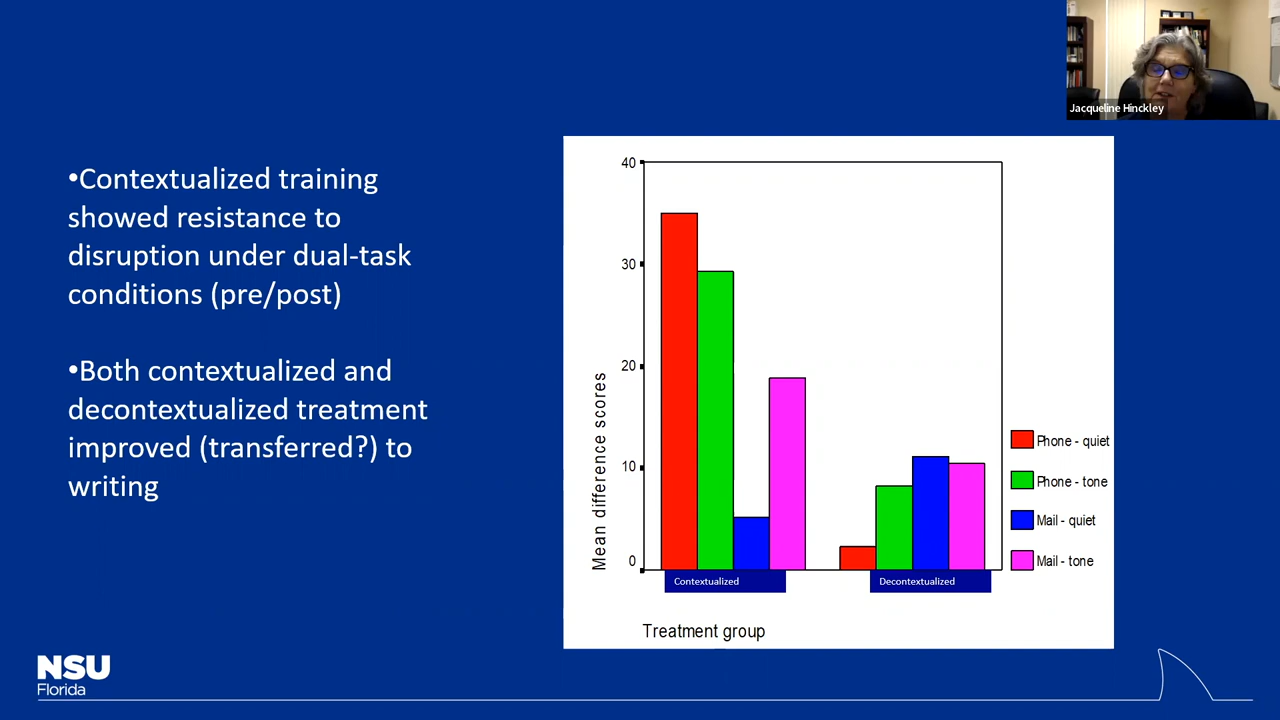 Jacqueline Hinckley
•Contextualized training
showed resistance to
disruption under dual-task
conditions (pre/post)
•Both contextualized and
decontextualized treatment
improved (transferred?) to
writing
40
30
20
10
0
Mean difference scores
Contextualized
Decontextualized
Treatment group
Phone - quiet
Phone - tone
Mail - quiet
Mail - tone
NSU
Florida